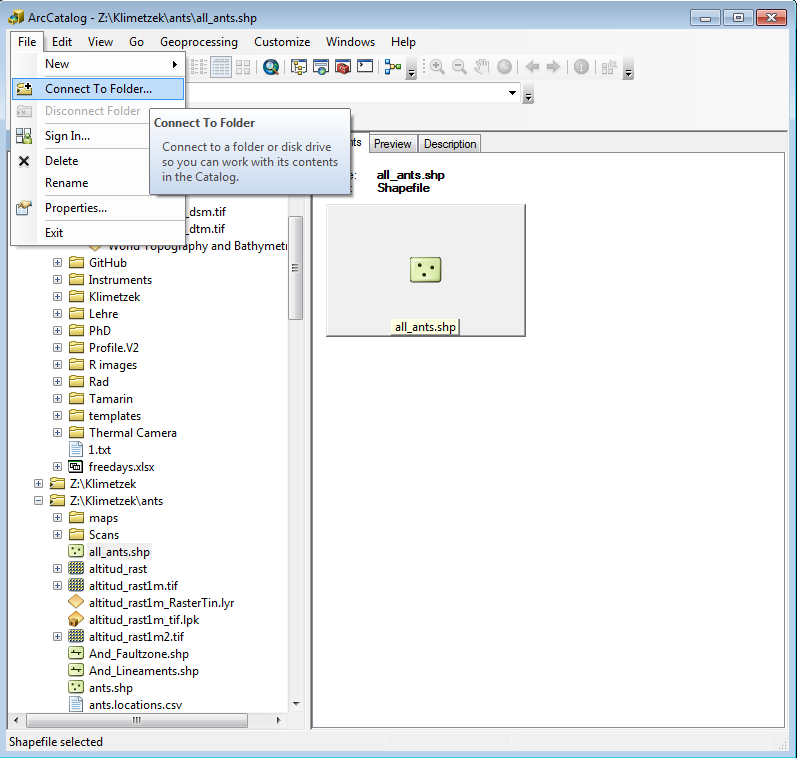 ArcCatalog - Z:\Klimetzek\ants\all_ants.shp
File Edit View Go Geoprocessing Customize Windows Help
New
Connect To Folder...
Disconnect Folder
Sign In...
Delete
Rename
Properties...
Exit
Connect To Folder
Connect to a folder or disk drive
so you can work with its contents
in the Catalog.
nts Preview Description
e: all_ants.shp
: Shapefile
all_ants.shp
_dsm.tif
_dtm.tif
World Topography and Bathymetr
GitHub
Instruments
Klimetzek
Lehre
PhD
Profile.V2
R images
Rad
Tamarin
templates
Thermal Camera
1.txt
freedays.xlsx
Z:\Klimetzek
Z:\Klimetzek\ants
maps
Scans
all_ants.shp
altitud_rast
altitud_rast1m.tif
altitud_rast1m_RasterTin.lyr
altitud_rast1m_tif.lpk
altitud_rast1m2.tif
And_Faultzone.shp
And_Lineaments.shp
ants.shp
ants.locations.csv
Shapefile selected